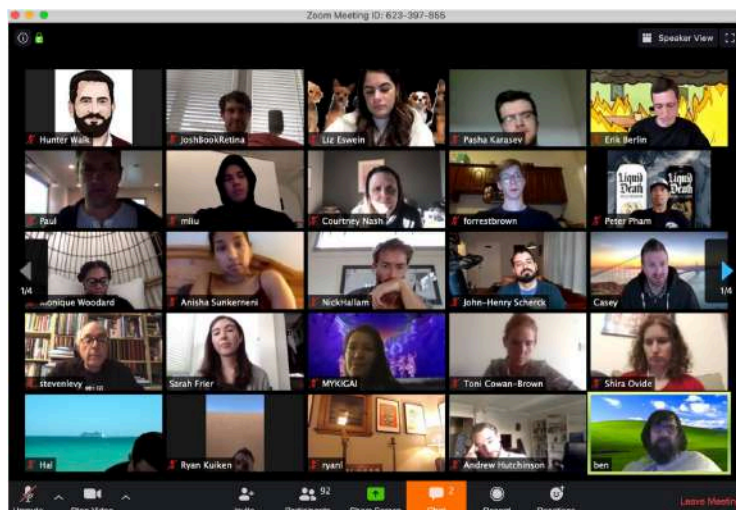 Zoom Meeting ID: 623-397-865
Speaker View
Hunter Walk
JoshBookRetina
Liz Eswein
Pasha Karasev
Erik Berlin
Paul
mliu
Courtney Nash
forrestbrown
Liquid Death
Liquid Death
Peter Pham
1/4
Monique Woodard
Anisha Sunkerneni
NickHallam
John-Henry Scherck
Casey
1/4
stevenlevy
Sarah Frier
MYKIGAI
Toni Cowan-Brown
Shira Ovide
Hal
Ryan Kuiken
ryanl
Andrew Hutchinson
ben
92
2
Leave Meeting